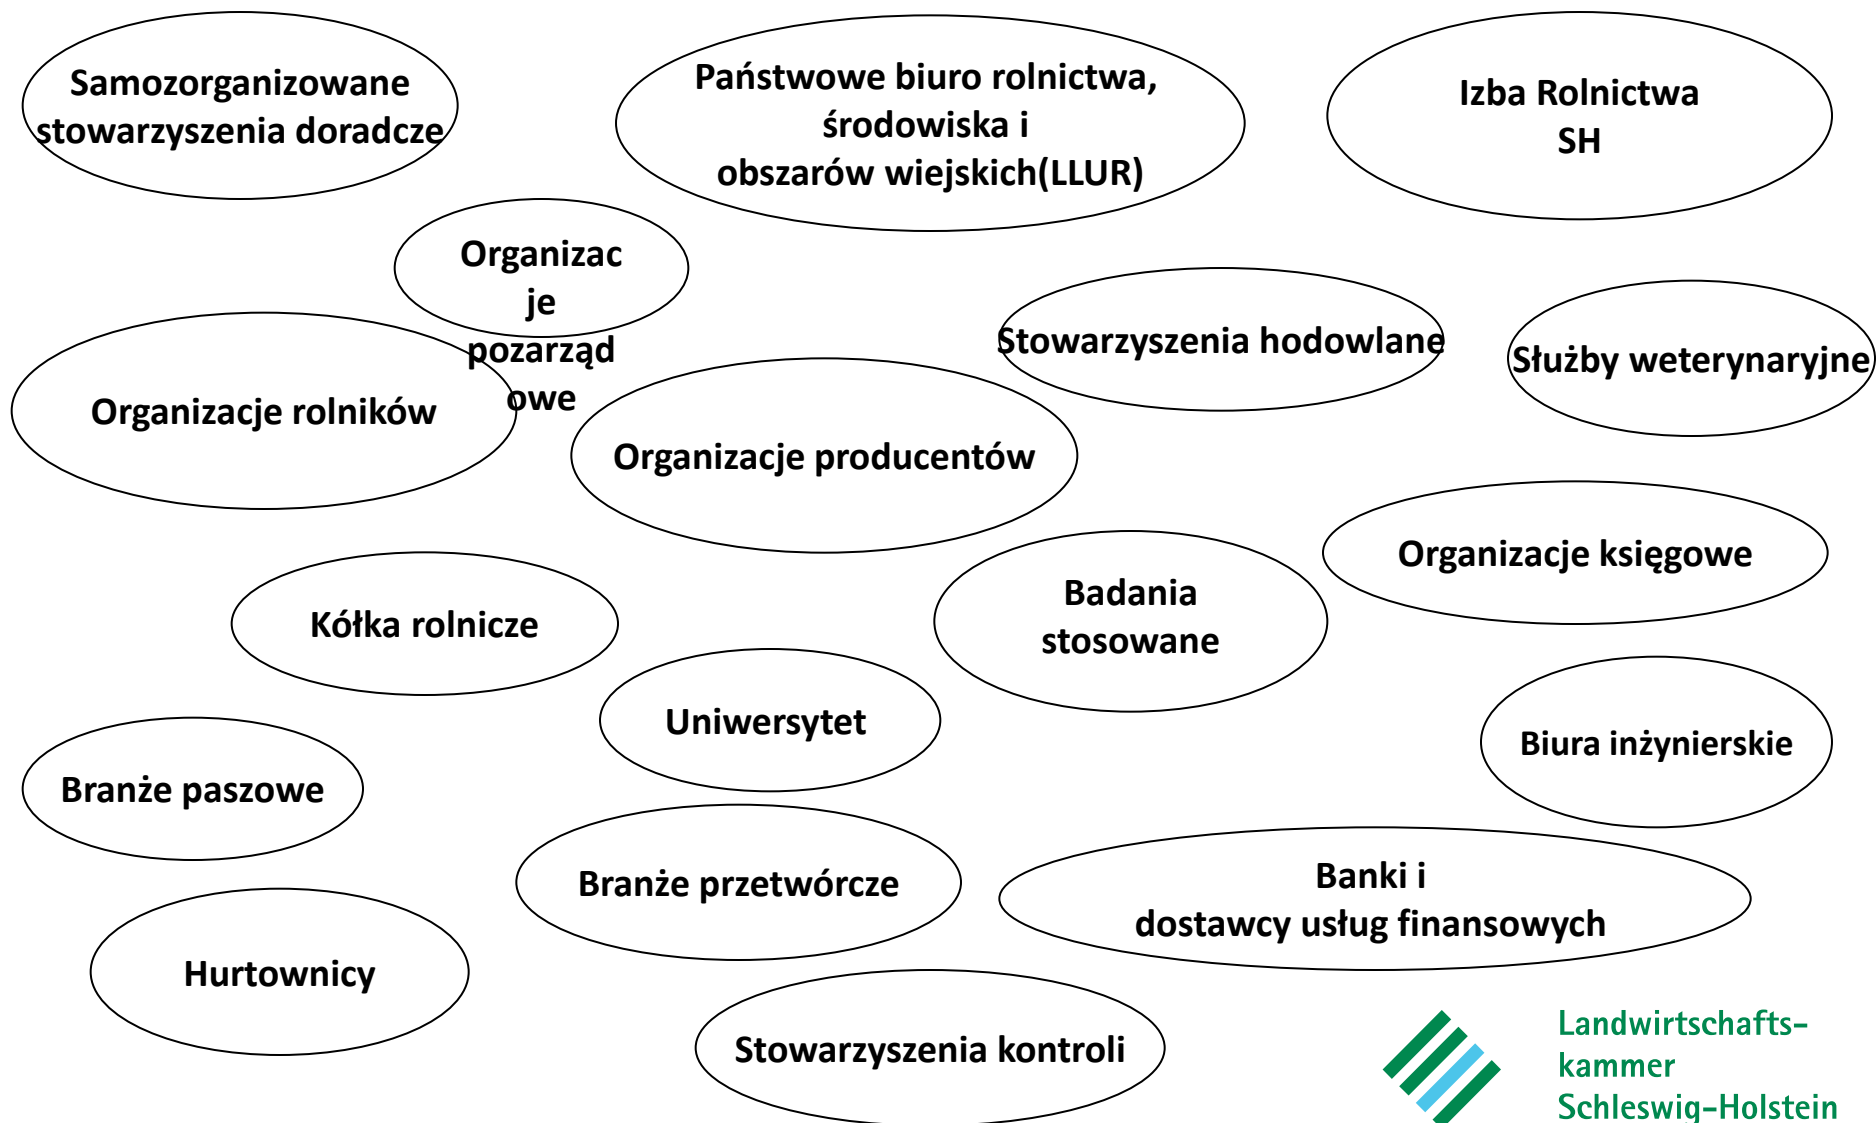 Samozorganizowane
stowarzyszenia doradcze
Państwowe biuro rolnictwa,
środowiska i
obszarów wiejskich(LLUR)
Izba Rolnictwa
SH
Organizac
je
pozarząd
owe
Stowarzyszenia hodowlane
Służby weterynaryjne
Organizacje rolników
Organizacje producentów
Organizacje księgowe
Badania
stosowane
Kółka rolnicze
Uniwersytet
Biura inżynierskie
Branże paszowe
Branże przetwórcze
Banki i
dostawcy usług finansowych
Hurtownicy
Stowarzyszenia kontroli
Landwirtschafts-
kammer
Schleswig-Holstein